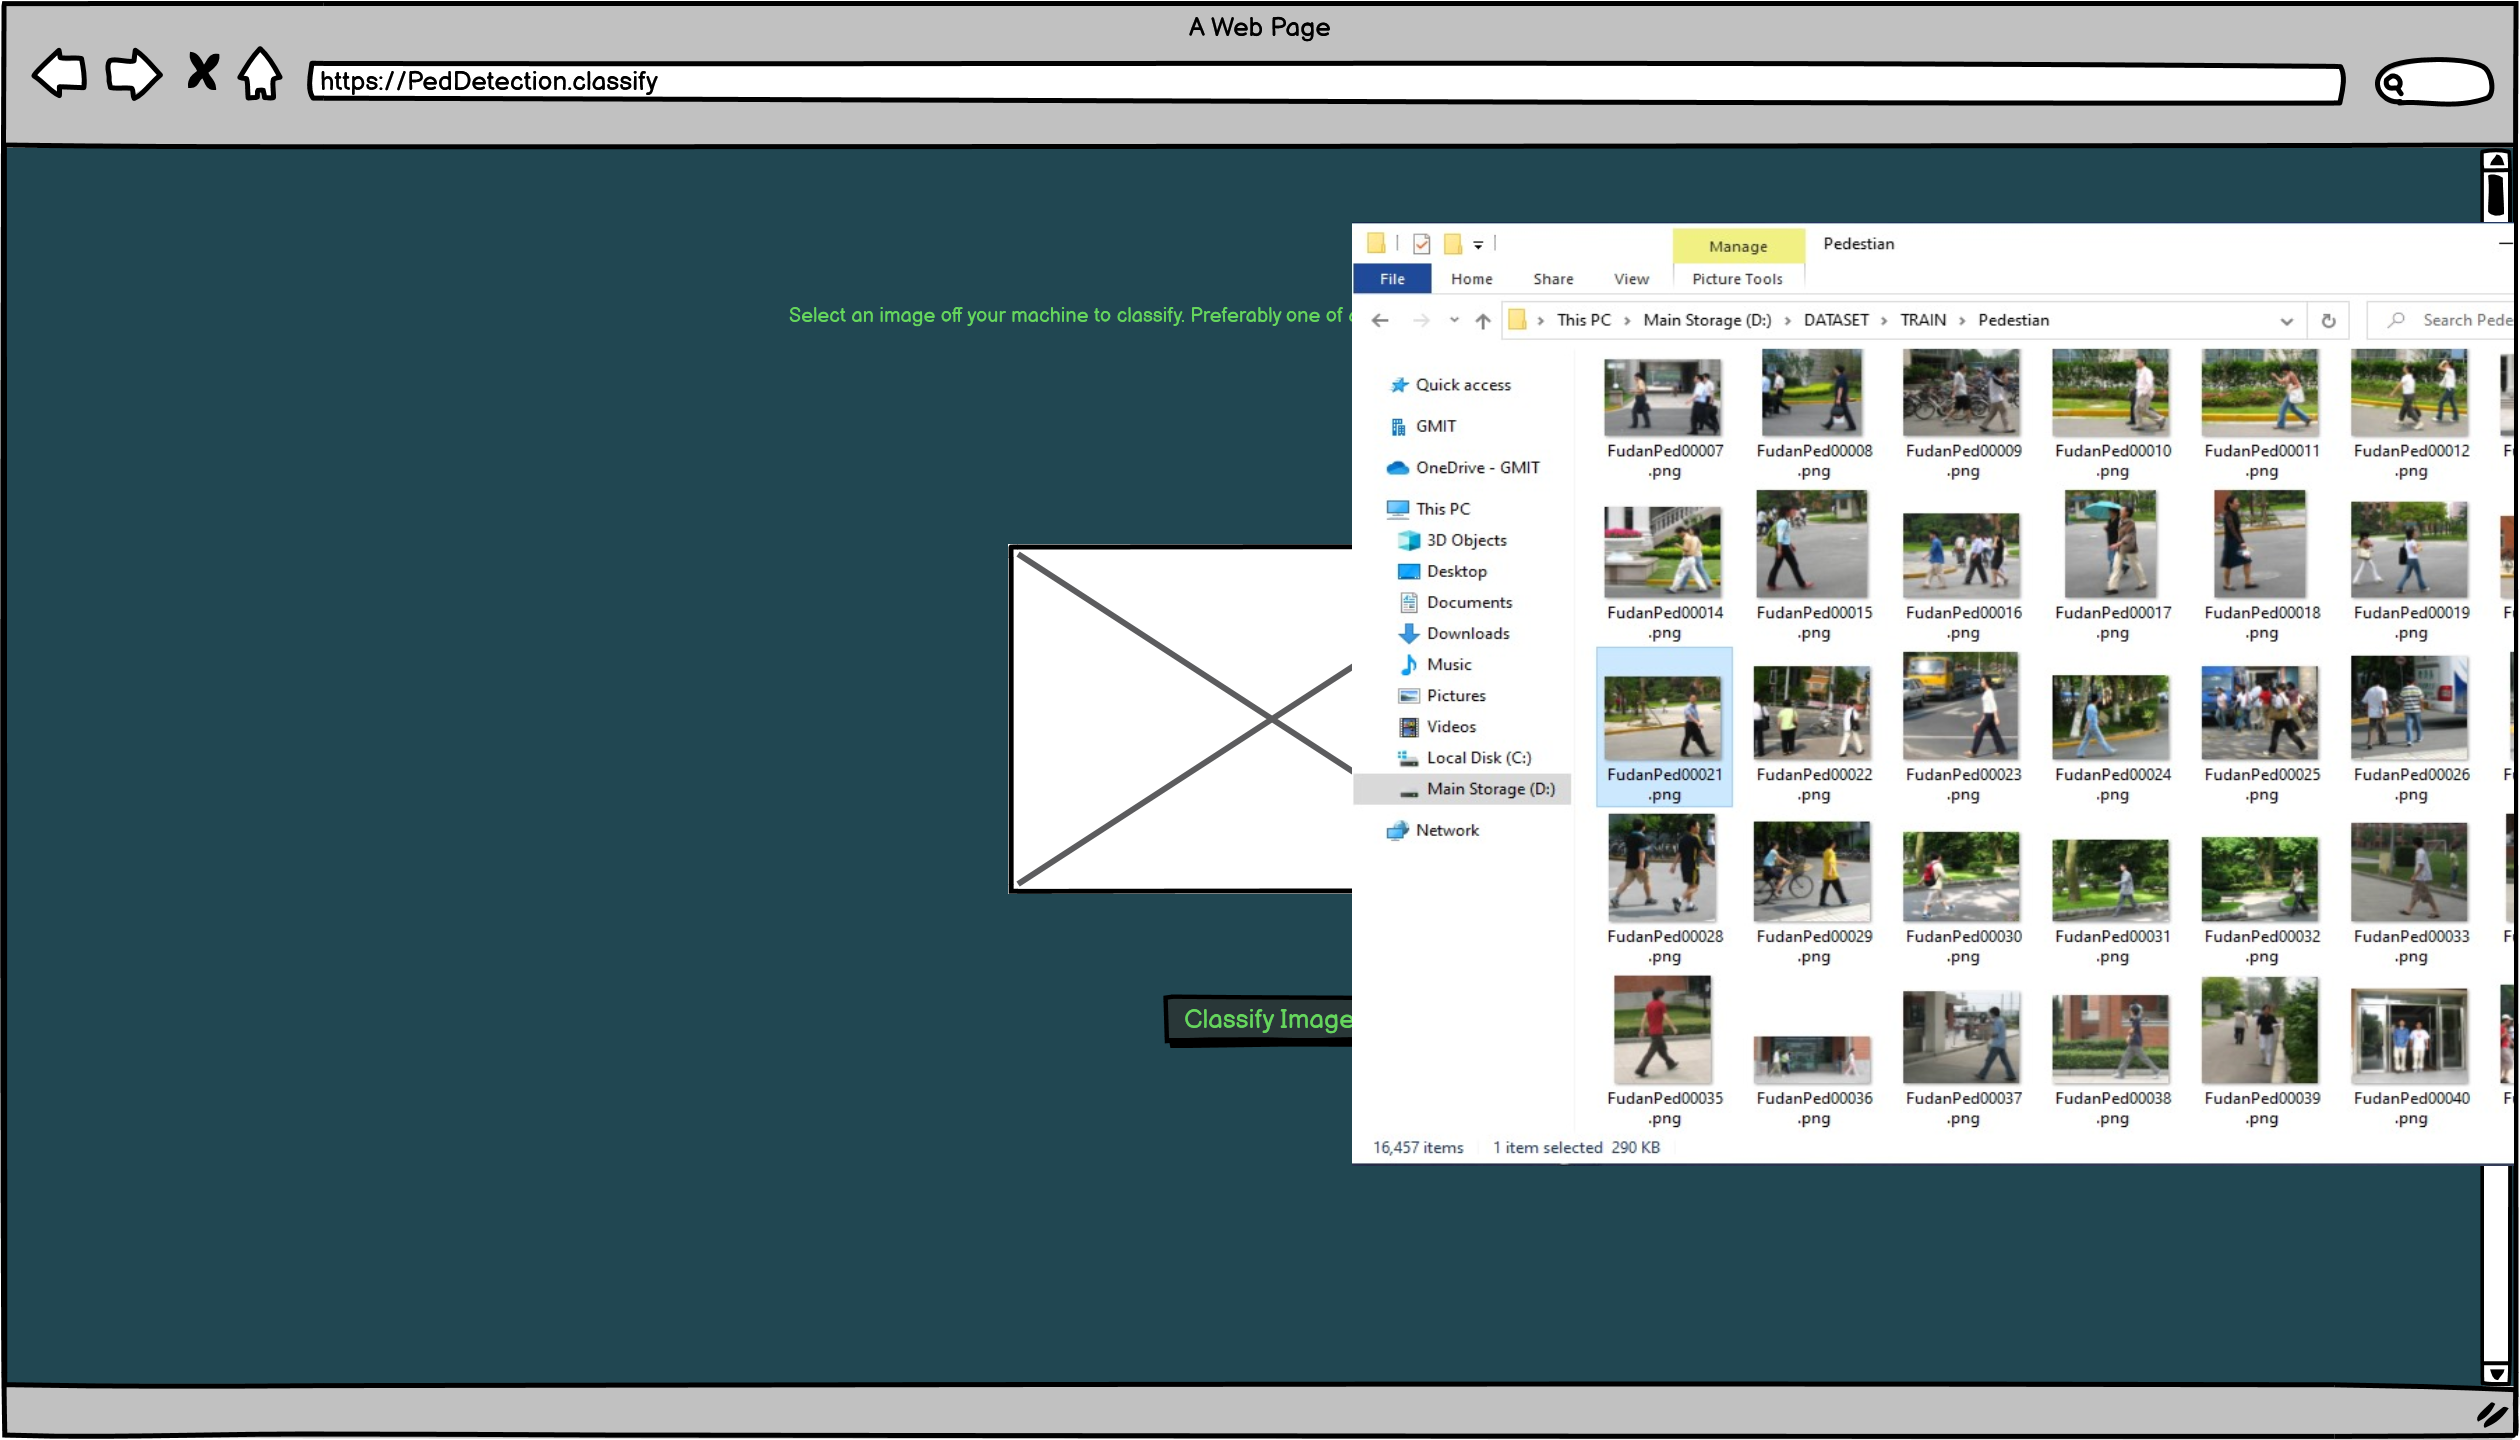 A Web Page
https://PedDetection.classify
Manage
Pedestian
File
Home
Share
View
Picture Tools
Select an image off your machine to classify. Preferably one of
This PC
Main Storage (D:)
DATASET
TRAIN
Pedestian
Search Pede
Quick access
GMIT
OneDrive - GMIT
This PC
3D Objects
Desktop
Documents
Downloads
Music
Pictures
Videos
Local Disk (C:)
Main Storage (D:)
Network
FudanPed00007
.png
FudanPed00008
.png
FudanPed00009
.png
FudanPed00010
.png
FudanPed00011
.png
FudanPed00012
.png
FudanPed00014
.png
FudanPed00015
.png
FudanPed00016
.png
FudanPed00017
.png
FudanPed00018
.png
FudanPed00019
.png
FudanPed00021
.png
FudanPed00022
.png
FudanPed00023
.png
FudanPed00024
.png
FudanPed00025
.png
FudanPed00026
.png
FudanPed00028
.png
FudanPed00029
.png
FudanPed00030
.png
FudanPed00031
.png
FudanPed00032
.png
FudanPed00033
.png
FudanPed00035
.png
FudanPed00036
.png
FudanPed00037
.png
FudanPed00038
.png
FudanPed00039
.png
FudanPed00040
.png
Classify Image
16,457 items
1 item selected 290 KB